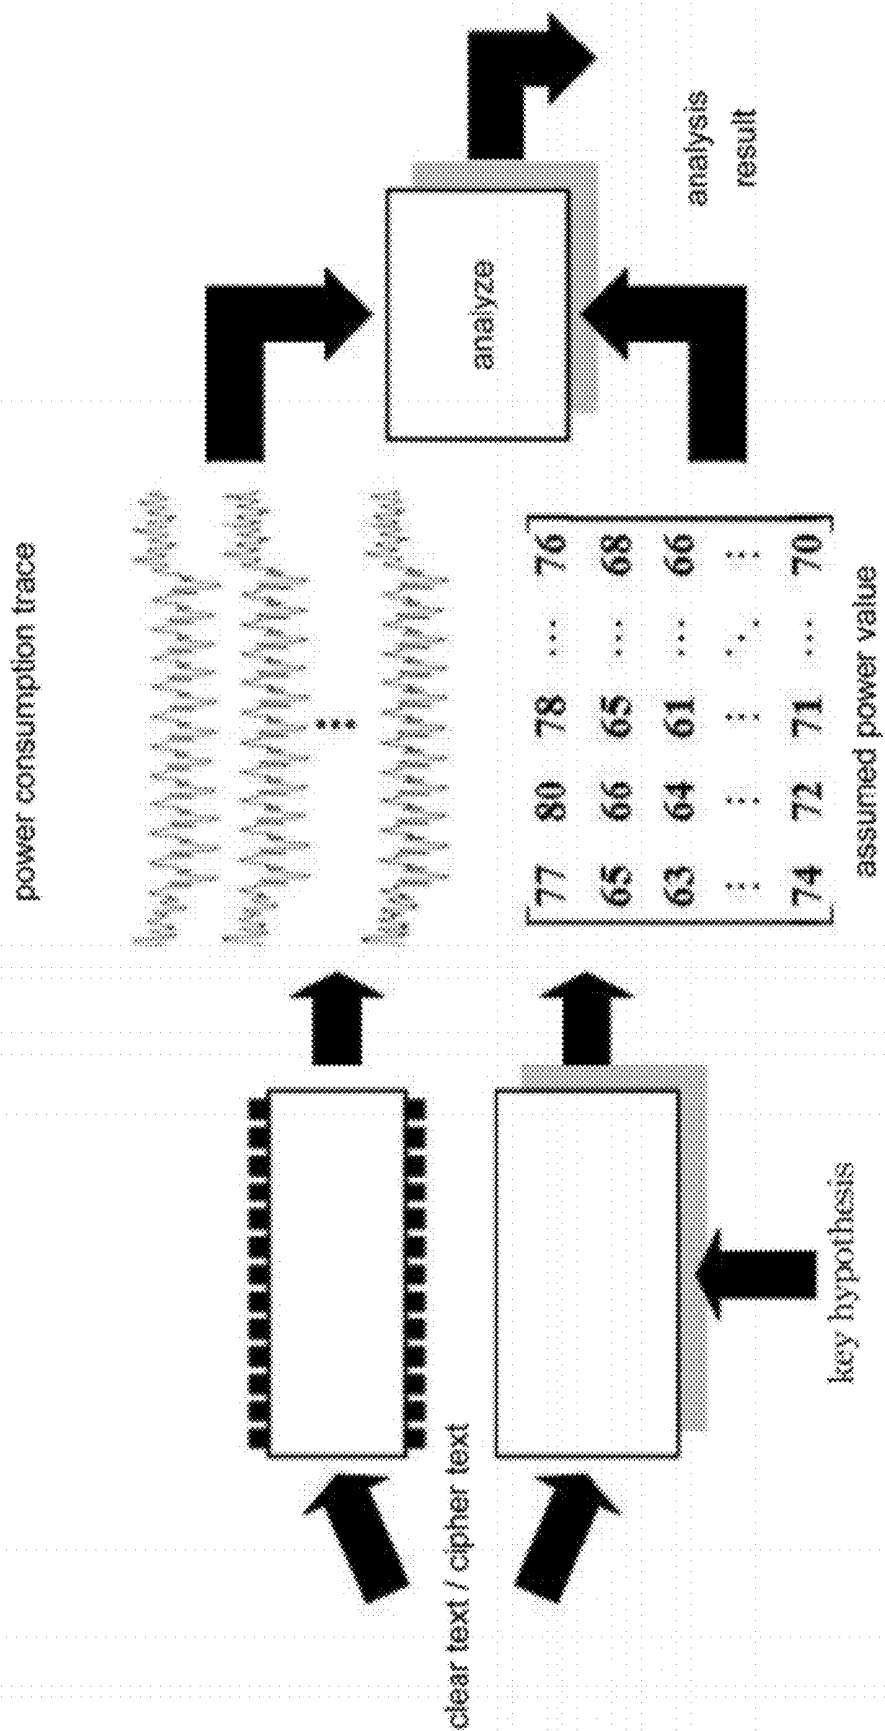 power consumption trace
clear text / cipher text
key hypothesis
77 80 78 ... 76
65 66 65 ... 68
63 64 61 ... 66
⋮ ⋮ ⋮ ⋱ ⋮
74 72 71 ... 70
assumed power value
analyze
analysis
result